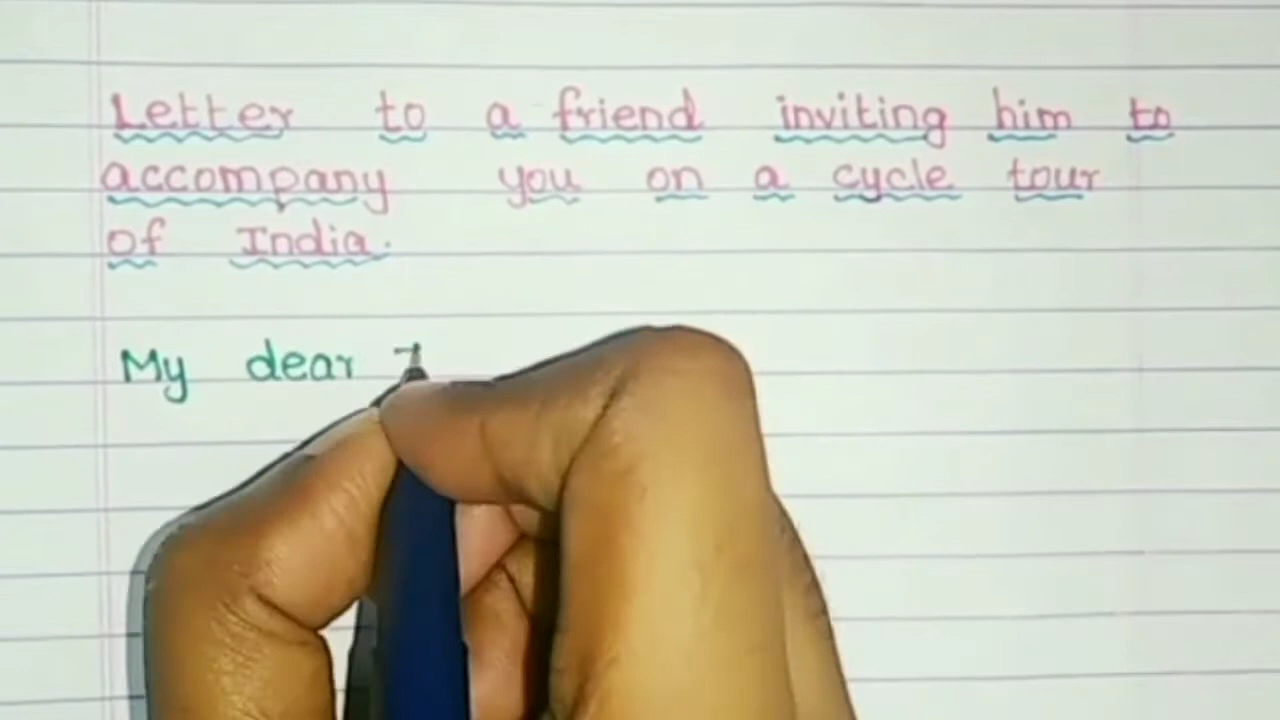 Letter to a friend inviting him to
accompany you on a cycle tour
of India.
My dear